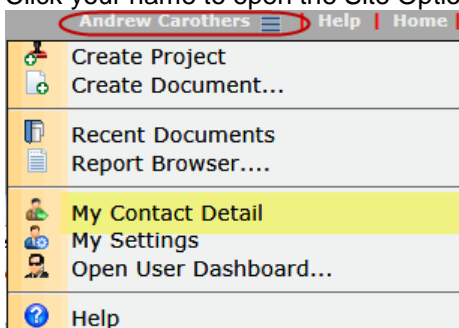 Click your name to open the Site Optio
Andrew Carothers | Help | Home |
Create Project
Create Document...
Recent Documents
Report Browser....
My Contact Detail
My Settings
Open User Dashboard...
Help